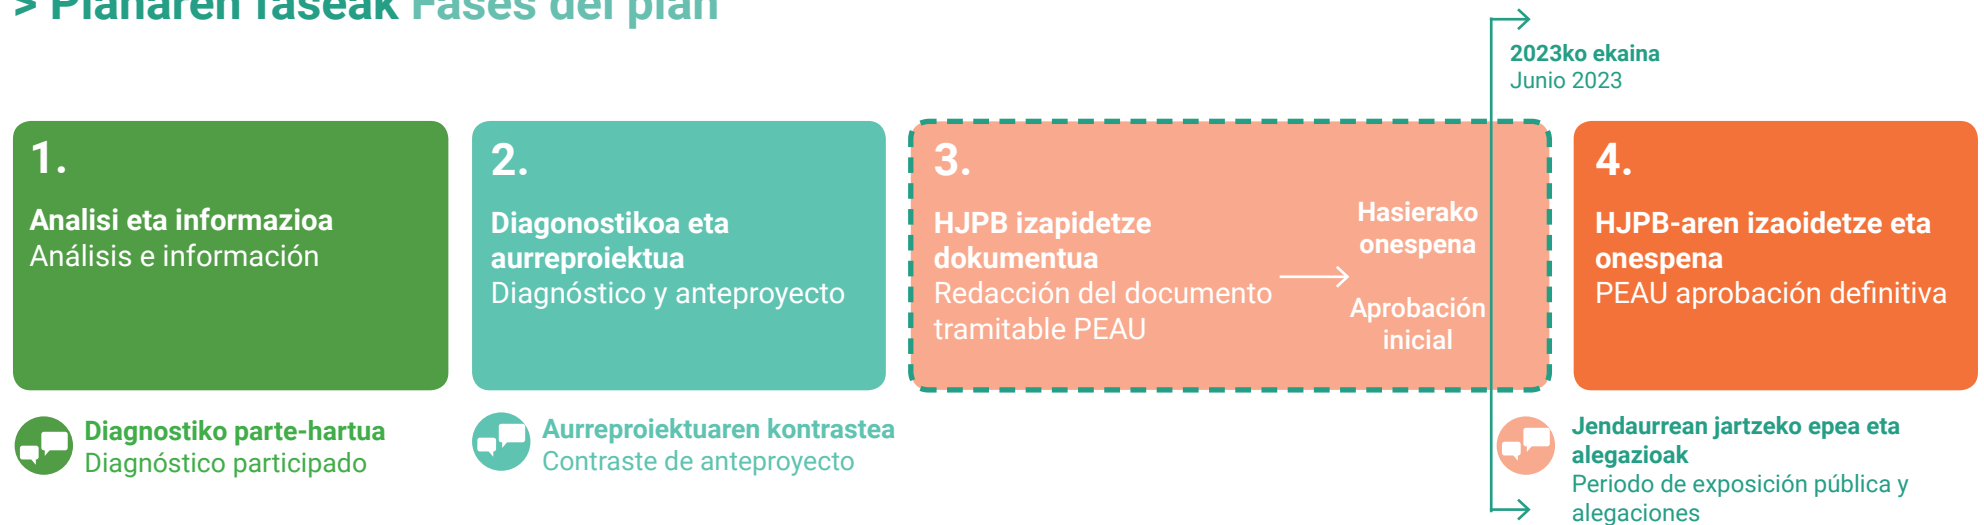 > Planaren faseak Fases del plan
2023ko ekaina
Junio 2023
1.
Analisi eta informazioa
Análisis e información
2.
Diagonostikoa eta
aurreproiektua
Diagnóstico y anteproyecto
3.
HJPB izapidetze
dokumentua
Redacción del documento
tramitable PEAU
Hasierako
onespena
Aprobación
inicial
4.
HJPB-aren izaoidetze eta
onespena
PEAU aprobación definitiva
Diagnostiko parte-hartua
Diagnóstico participado
Aurreproiektuaren kontrastea
Contraste de anteproyecto
Jendaurrean jartzeko epea eta
alegazioak
Periodo de exposición pública y
alegaciones